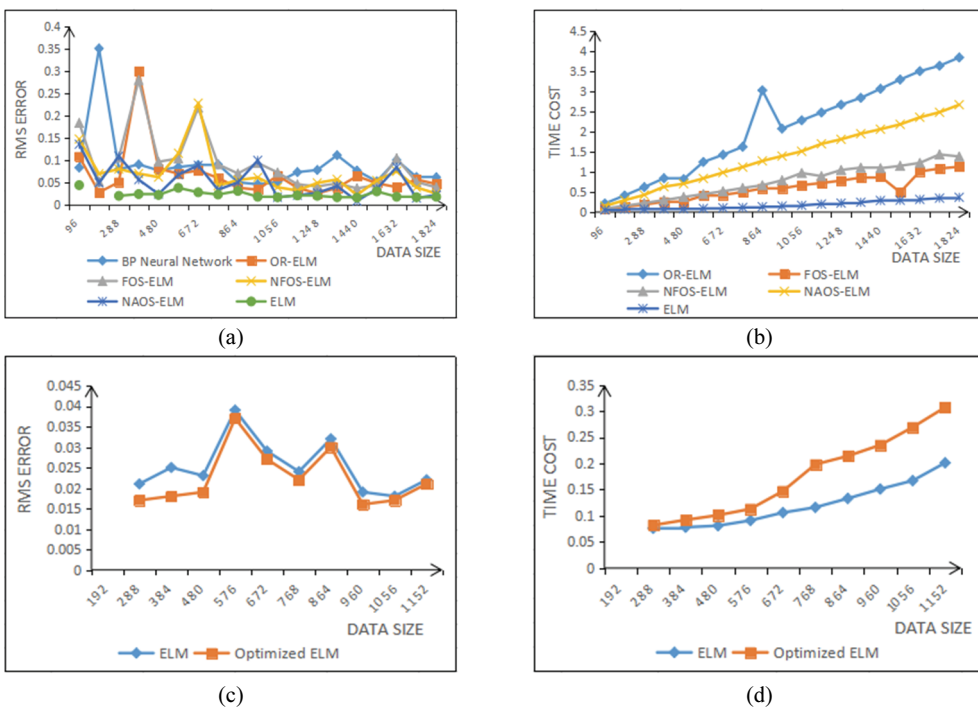 0.4
0.35
0.3
0.25
0.2
0.15
0.1
0.05
0
RMS ERROR
96
288
480
672
864
1056
1248
1440
1632
1824
DATA SIZE
BP Neural Network
OR-ELM
FOS-ELM
NFOS-ELM
NAOS-ELM
ELM
(a)
4.5
4
3.5
3
2.5
2
1.5
1
0.5
0
TIME COST
96
288
480
672
864
1056
1248
1440
1632
1824
DATA SIZE
OR-ELM
FOS-ELM
NFOS-ELM
NAOS-ELM
ELM
(b)
0.045
0.04
0.035
0.03
0.025
0.02
0.015
0.01
0.005
0
RMS ERROR
192
288
384
480
576
672
768
864
960
1056
1152
DATA SIZE
ELM
Optimized ELM
(c)
0.35
0.3
0.25
0.2
0.15
0.1
0.05
0
TIME COST
192
288
384
480
576
672
768
864
960
1056
1152
DATA SIZE
ELM
Optimized ELM
(d)